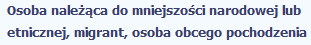 Osoba należąca do mniejszości narodowej lub
etnicznej, migrant, osoba obcego pochodzenia